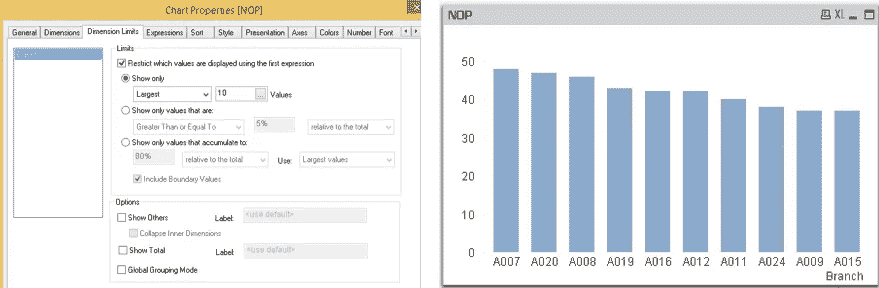 Chart Properties [NOP]
General Dimensions Dimension Limits Expressions Sort Style Presentation Axes Colors Number Font
Limits
Restrict which values are displayed using the first expression
Show only
Largest 10 ... Values
Show only values that are:
Greater Than or Equal To 5% relative to the total
Show only values that accumulate to:
80% relative to the total Use: Largest values
Include Boundary Values
Options
Show Others Label: <use default>
Collapse Inner Dimensions
Show Total Label: <use default>
Global Grouping Mode
NOP XL
50
40
30
20
10
0
A007 A020 A008 A019 A016 A012 A011 A024 A009 A015
Branch